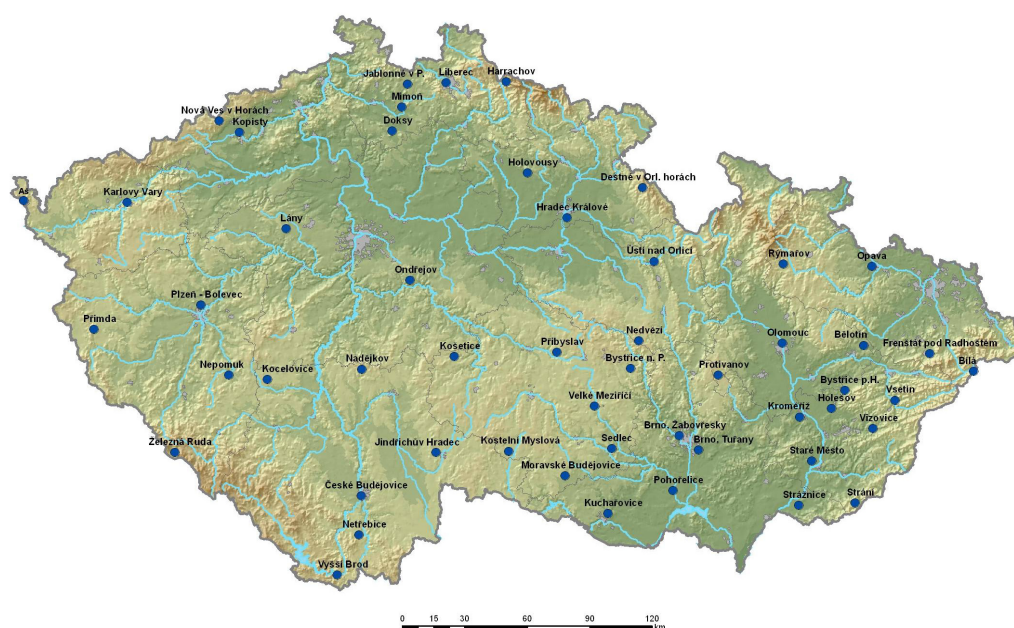 Jablonné v P.
Liberec
Harrachov
Mimoň
Nová Ves v Horách
Kopisty
Doksy
Holovousy
Deštné v Orl. horách
Aš
Karlovy Vary
Hradec Králové
Lány
Ústí nad Orlicí
Rýmařov
Opava
Ondřejov
Plzeň - Bolevec
Přimda
Nedvězí
Olomouc
Bělotín
Přibyslav
Frenštát pod Radhoštěm
Košetice
Nadějkov
Bystřice n. P.
Protivanov
Bílá
Nepomuk
Kocelovice
Bystřice p.H.
Vsetín
Velké Meziříčí
Holešov
Kroměříž
Vizovice
Brno, Žabovřesky
Železná Ruda
Jindřichův Hradec
Kostelní Myslová
Sedlec
Brno, Tuřany
Staré Město
Moravské Budějovice
České Budějovice
Pohořelice
Kuchařovice
Strážnice
Strání
Netřebice
Vyšší Brod
0 15 30 60 90 120
km